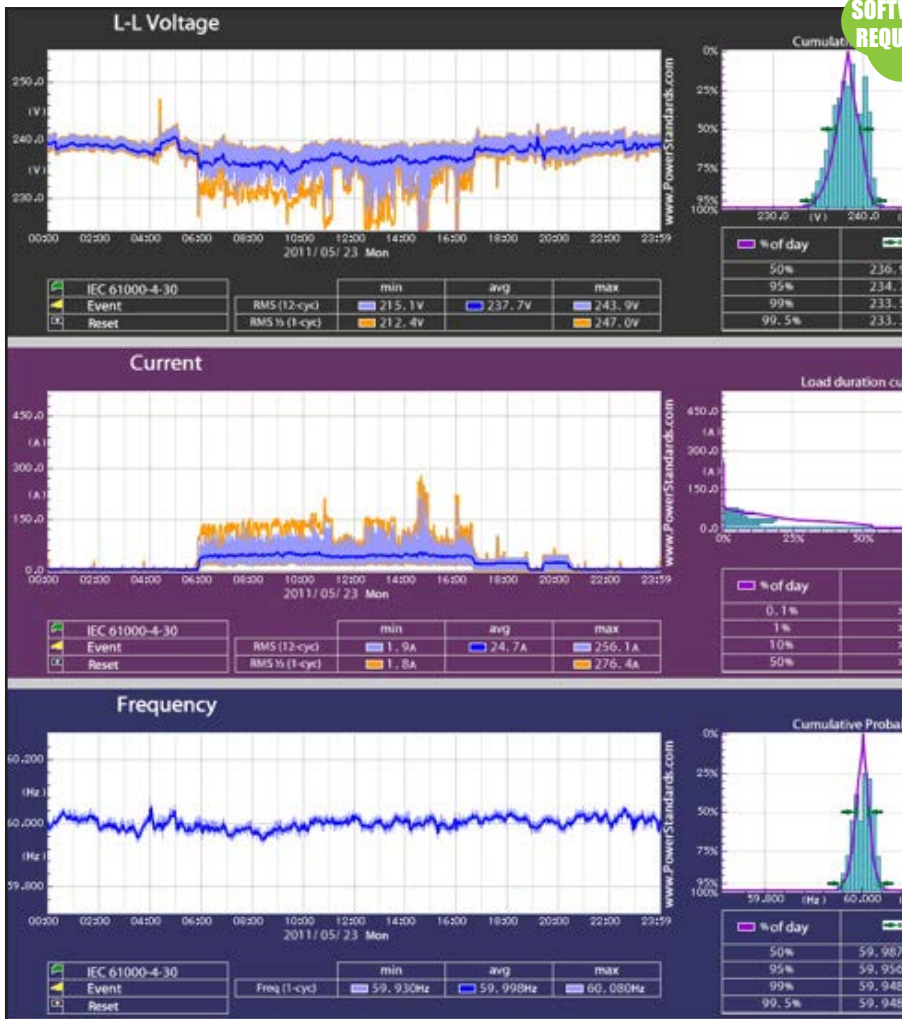 SOFTW
REQU
L-L Voltage
Cumulati
250.0
(V)
240.0
(V)
230.0
00:00 02:00 04:00 06:00 08:00 10:00 12:00 14:00 16:00 18:00 20:00 22:00 23:59
2011/05/23 Mon
www.PowerStandards.com
0%
25%
50%
75%
95%
100%
230.0 (V) 240.0
IEC 61000-4-30 min avg max
Event RMS (12-cyc) 215.1V 237.7V 243.9V
Reset RMS ½ (1-cyc) 212.4V 247.0V
% of day
50% 236.9
95% 234.
99% 233.
99.5% 233.
Current
Load duration cu
450.0
(A)
300.0
(A)
150.0
0.0
00:00 02:00 04:00 06:00 08:00 10:00 12:00 14:00 16:00 18:00 20:00 22:00 23:59
2011/05/23 Mon
www.PowerStandards.com
450.0
(A)
300.0
(A)
150.0
0.0
0% 25% 50%
IEC 61000-4-30 min avg max
Event RMS (12-cyc) 1.9A 24.7A 256.1A
Reset RMS ½ (1-cyc) 1.8A 276.4A
% of day
0.1%
1%
10%
50%
Frequency
Cumulative Probal
60.200
(Hz)
60.000
(Hz)
59.800
00:00 02:00 04:00 06:00 08:00 10:00 12:00 14:00 16:00 18:00 20:00 22:00 23:59
2011/05/23 Mon
www.PowerStandards.com
0%
25%
50%
75%
95%
100%
59.800 (Hz) 60.000
IEC 61000-4-30 min avg max
Event Freq (1-cyc) 59.930Hz 59.998Hz 60.080Hz
Reset
% of day
50% 59.987
95% 59.956
99% 59.948
99.5% 59.948